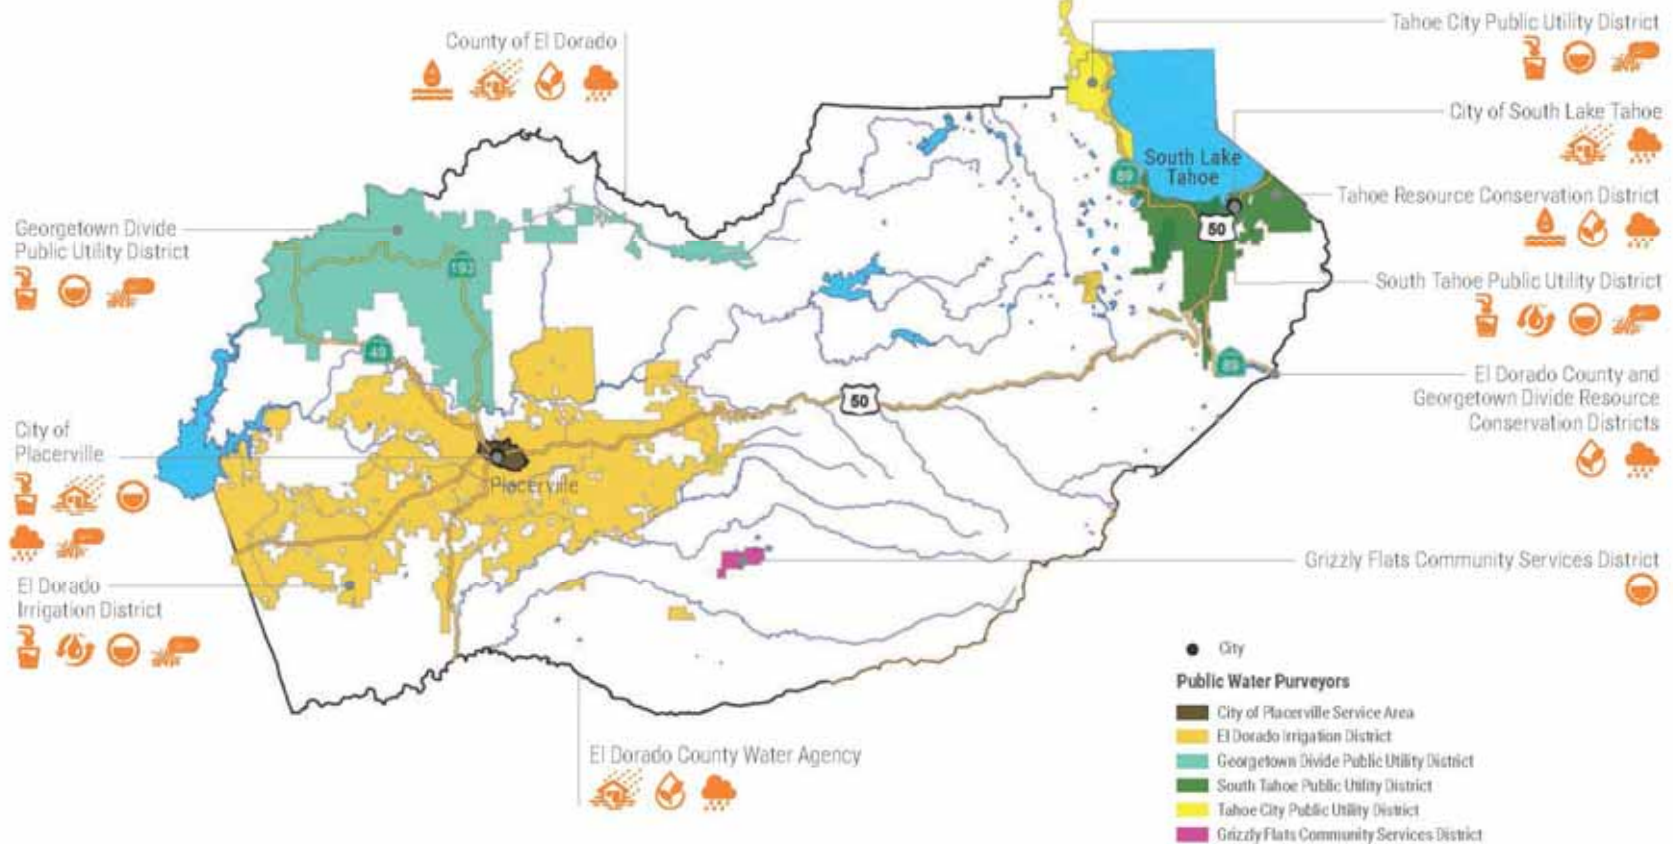 Tahoe City Public Utility District
County of El Dorado
City of South Lake Tahoe
South Lake
Tahoe
89
Tahoe Resource Conservation District
50
Georgetown Divide
Public Utility District
193
South Tahoe Public Utility District
49
89
El Dorado County and
Georgetown Divide Resource
Conservation Districts
50
City of
Placerville
Placerville
Grizzly Flats Community Services District
El Dorado
Irrigation District
City
Public Water Purveyors
City of Placerville Service Area
El Dorado Irrigation District
Georgetown Divide Public Utility District
South Tahoe Public Utility District
Tahoe City Public Utility District
Grizzly Flats Community Services District
El Dorado County Water Agency